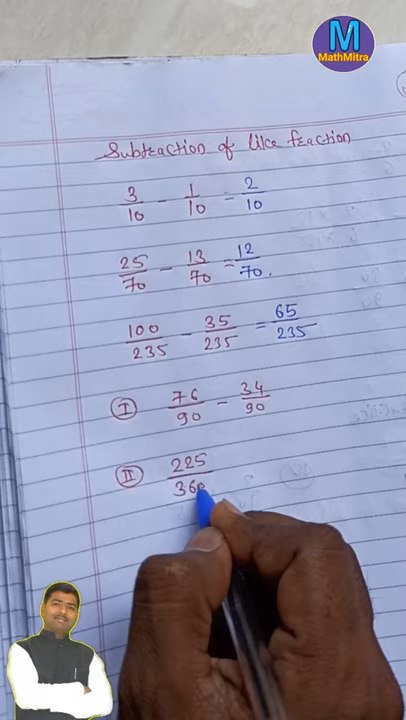 M
MathMitra
Subtraction of like fraction
3/10 - 1/10 = 2/10
25/70 - 13/70 = 12/70.
100/235 - 35/235 = 65/235
I 76/90 - 34/90
II 225/360